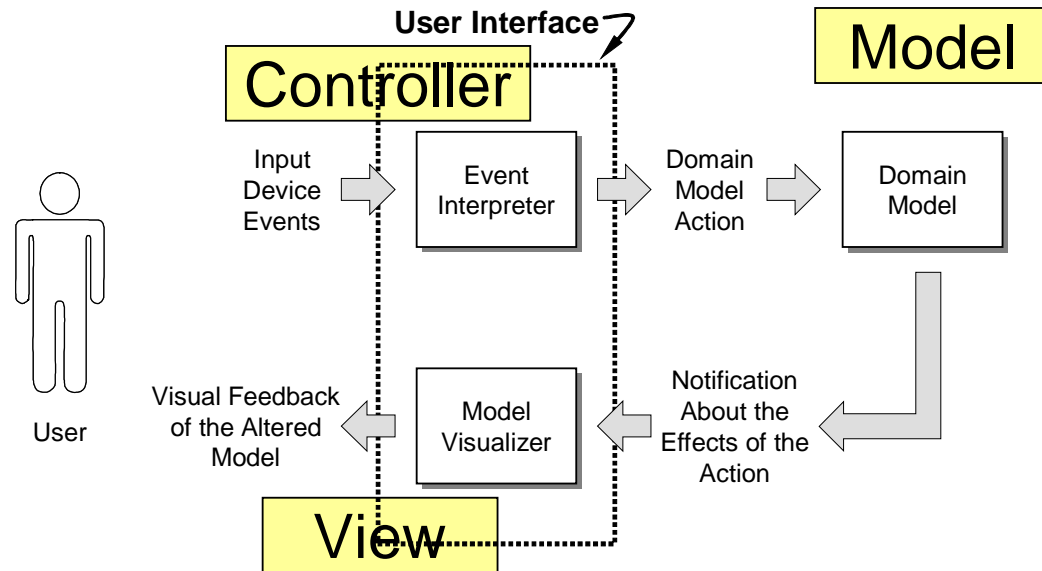 User Interface
Controller
Model
Input
Device
Events
Event
Interpreter
Domain
Model
Action
Domain
Model
User
Visual Feedback
of the Altered
Model
Model
Visualizer
Notification
About the
Effects of the
Action
View